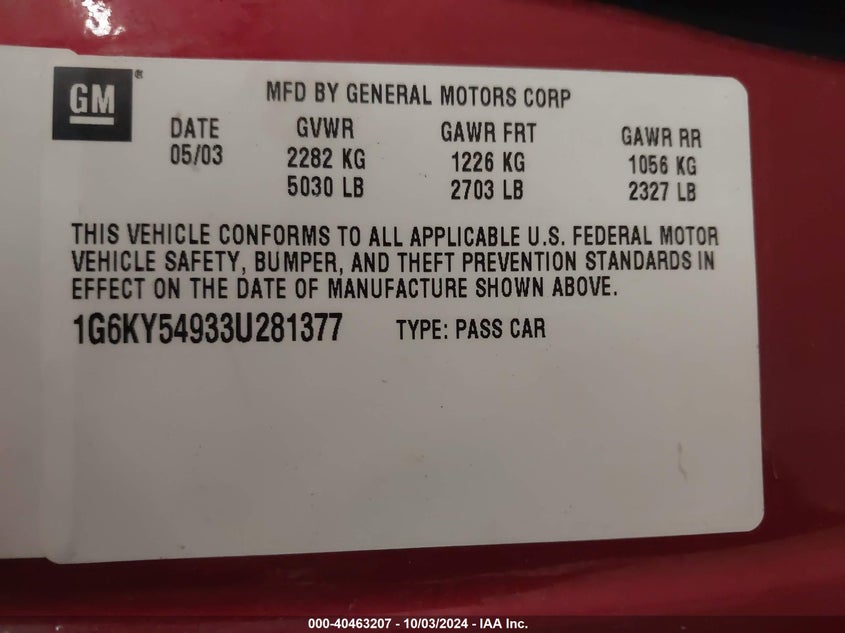 GM®
MFD BY GENERAL MOTORS CORP
DATE GVWR GAWR FRT GAWR RR
05/03 2282 KG 1226 KG 1056 KG
5030 LB 2703 LB 2327 LB
THIS VEHICLE CONFORMS TO ALL APPLICABLE U.S. FEDERAL MOTOR
VEHICLE SAFETY, BUMPER, AND THEFT PREVENTION STANDARDS IN
EFFECT ON THE DATE OF MANUFACTURE SHOWN ABOVE.
1G6KY54933U281377 TYPE: PASS CAR
000-40463207 - 10/03/2024 - IAA Inc.